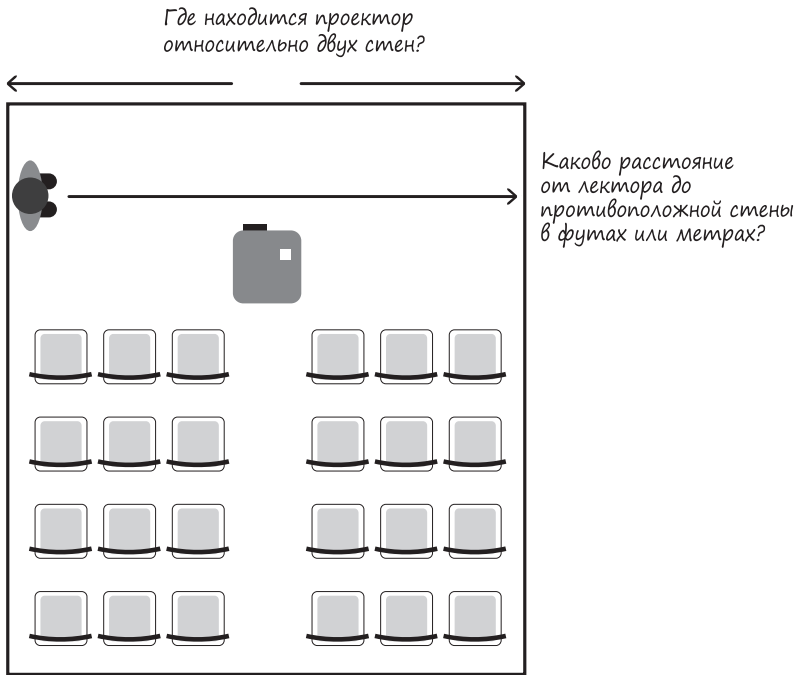 Где находится проектор
относительно двух стен?
Каково расстояние
от лектора до
противоположной стены
в футах или метрах?